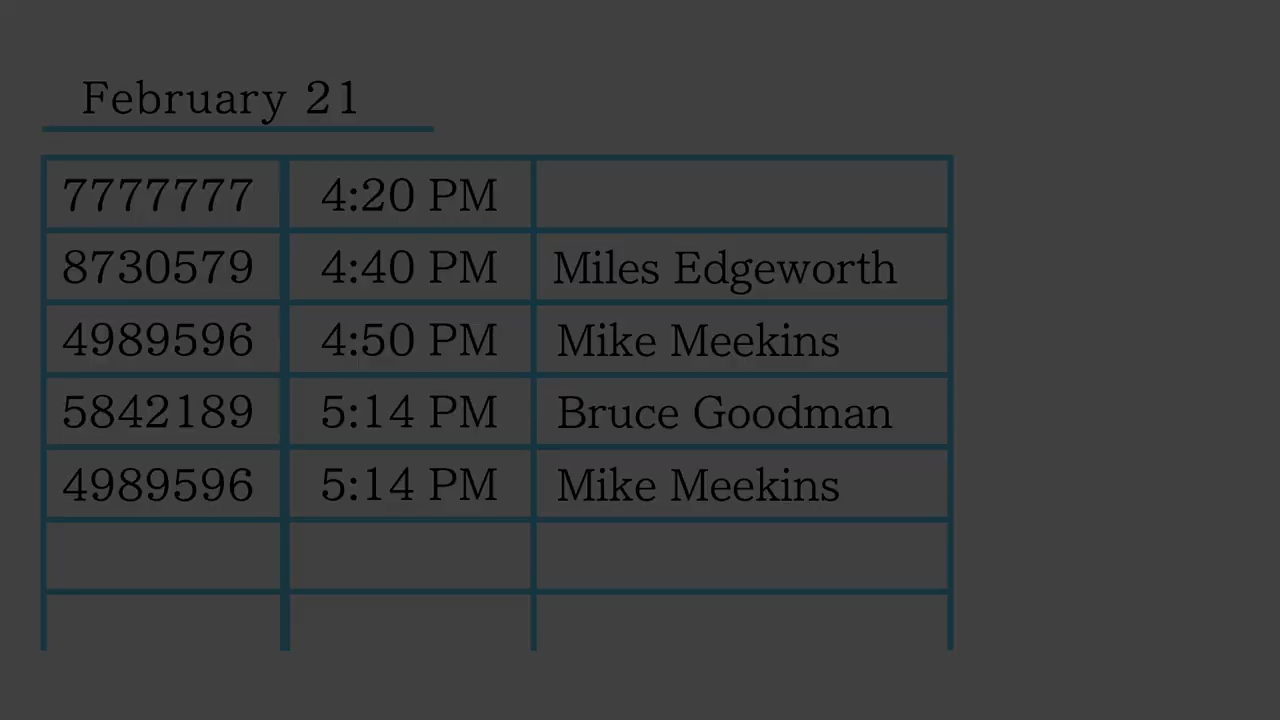 February 21
7777777 4:20 PM
8730579 4:40 PM Miles Edgeworth
4989596 4:50 PM Mike Meekins
5842189 5:14 PM Bruce Goodman
4989596 5:14 PM Mike Meekins